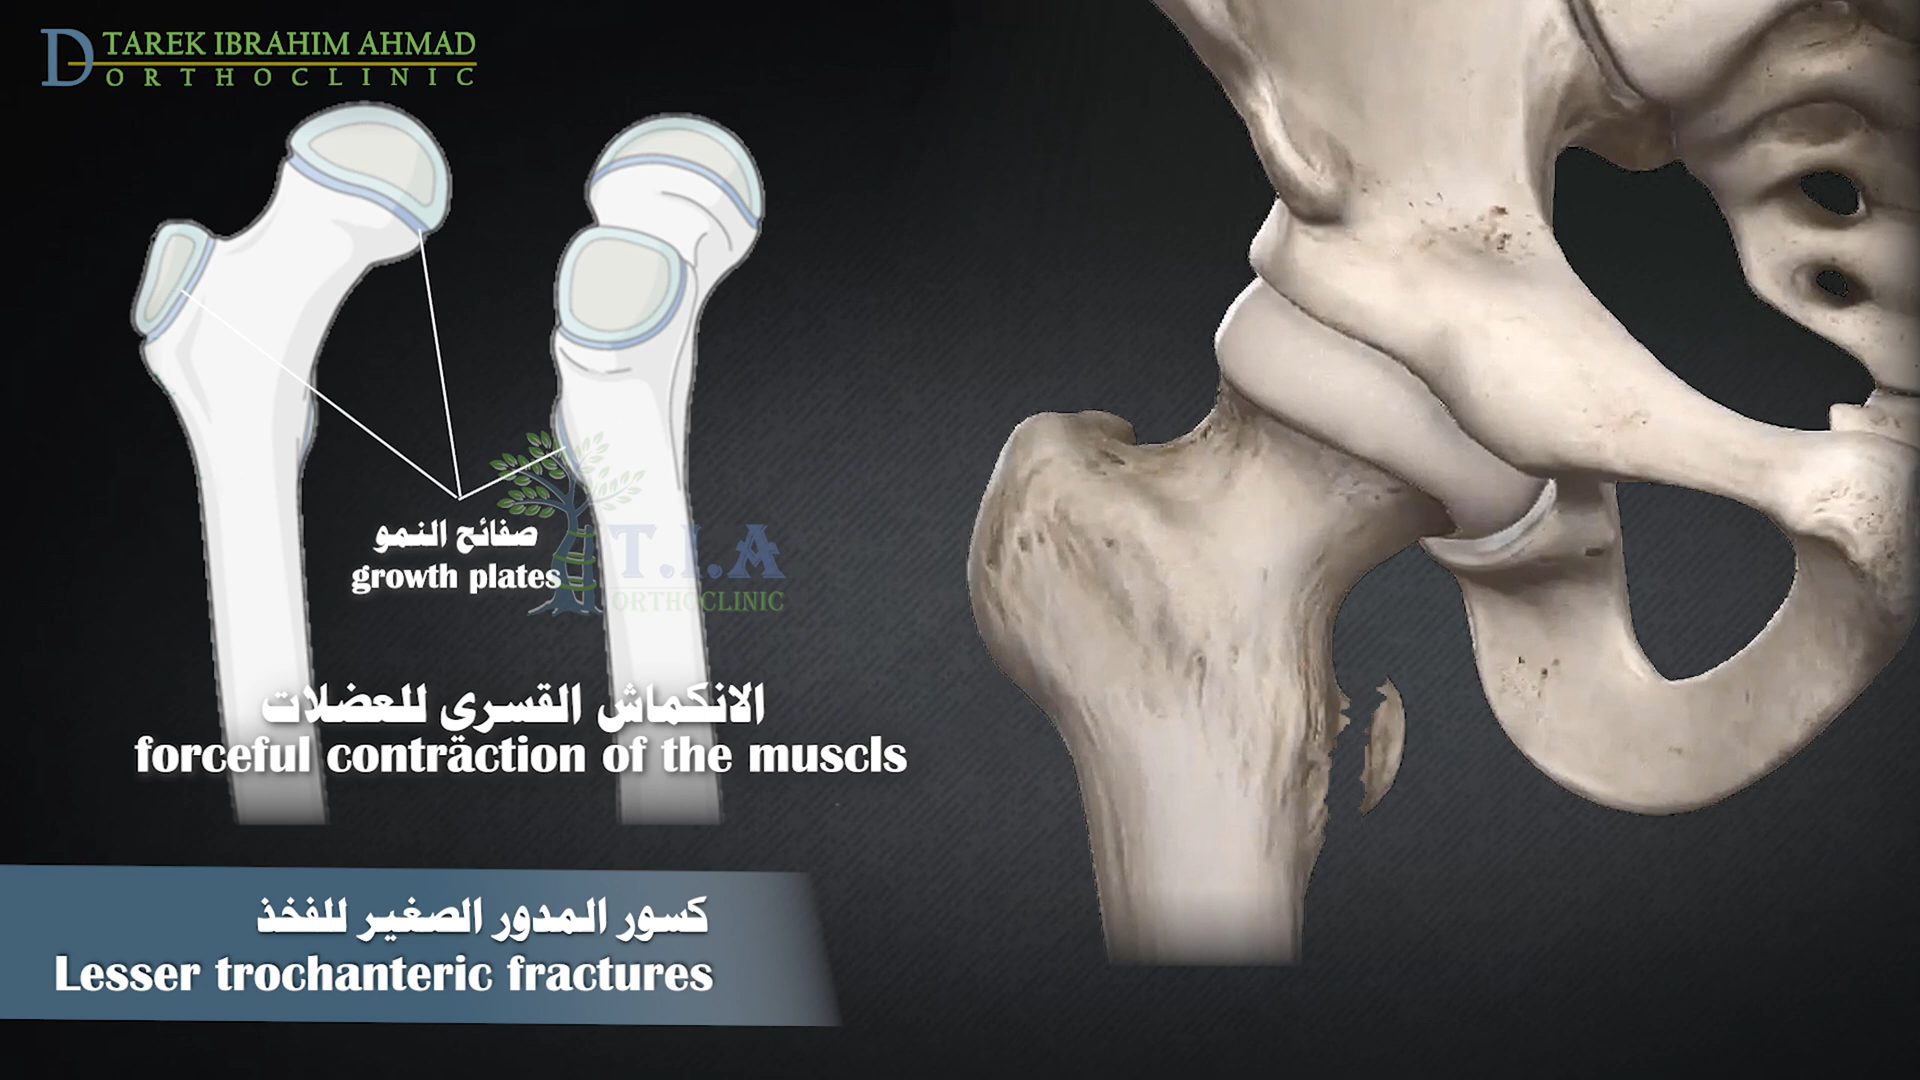 D TAREK IBRAHIM AHMAD
ORTHOCLINIC
صفائح النمو
growth plates
T.I.A
ORTHOCLINIC
الانكماش القسري للعضلات
forceful contraction of the muscls
كسور المدور الصغير للفخذ
Lesser trochanteric fractures